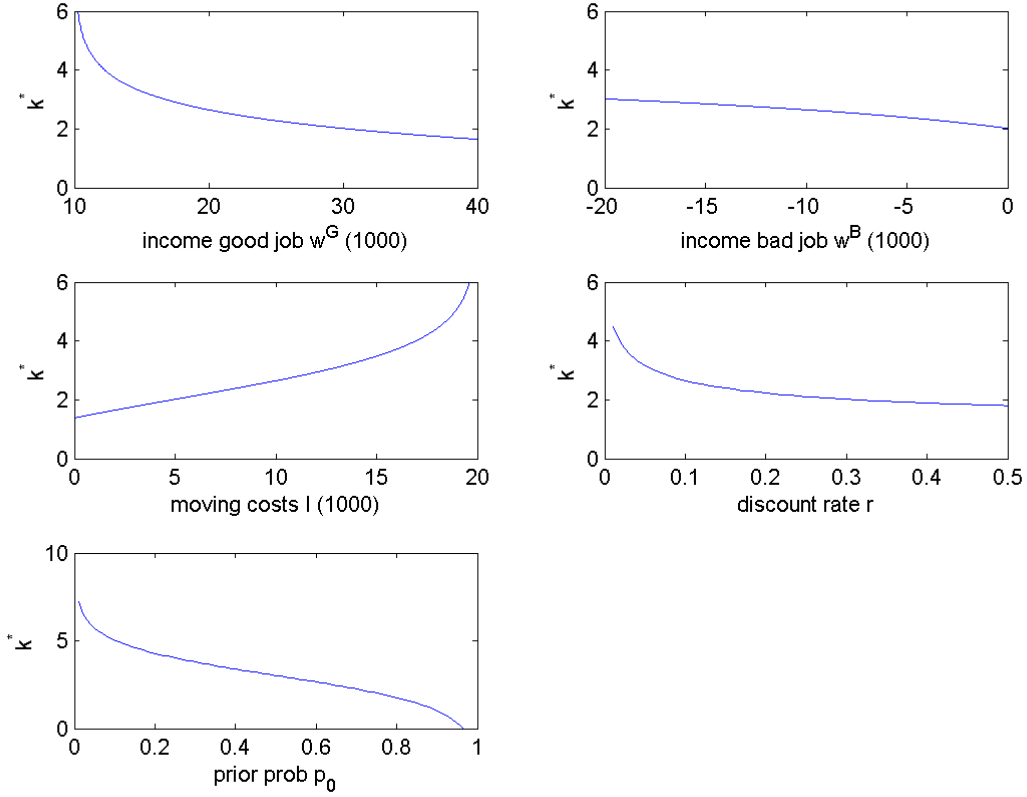 6
4
2
0
k*
10 20 30 40
income good job w^G (1000)
6
4
2
0
k*
-20 -15 -10 -5 0
income bad job w^B (1000)
6
4
2
0
k*
0 5 10 15 20
moving costs I (1000)
6
4
2
0
k*
0 0.1 0.2 0.3 0.4 0.5
discount rate r
10
5
0
k*
0 0.2 0.4 0.6 0.8 1
prior prob p_0